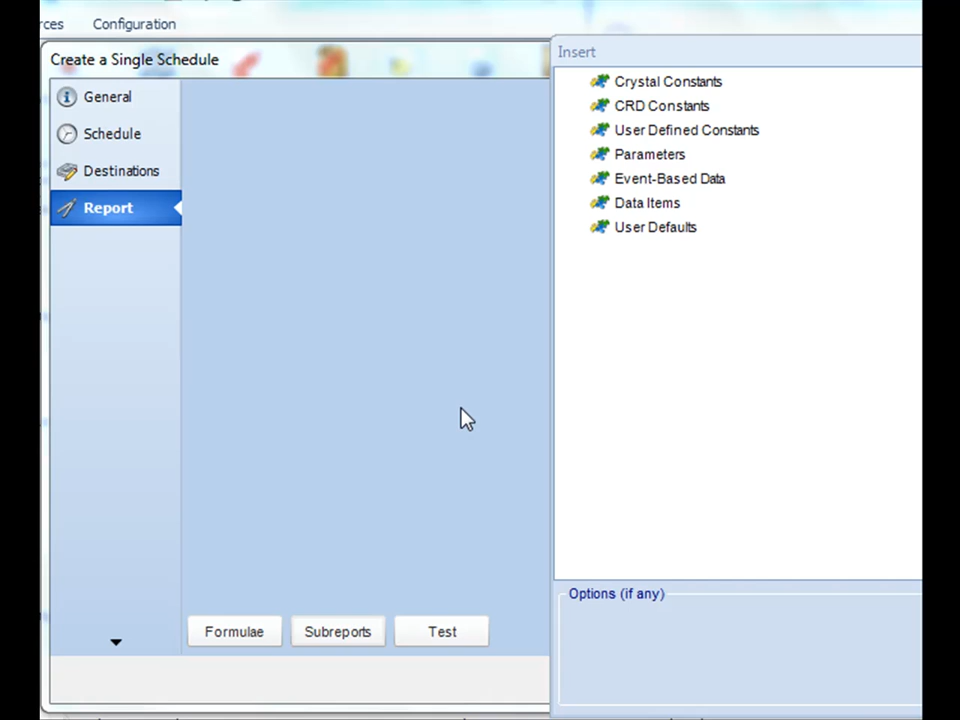 rces Configuration
Create a Single Schedule
General
Schedule
Destinations
Report
Formulae Subreports Test
Insert
Crystal Constants
CRD Constants
User Defined Constants
Parameters
Event-Based Data
Data Items
User Defaults
Options (if any)